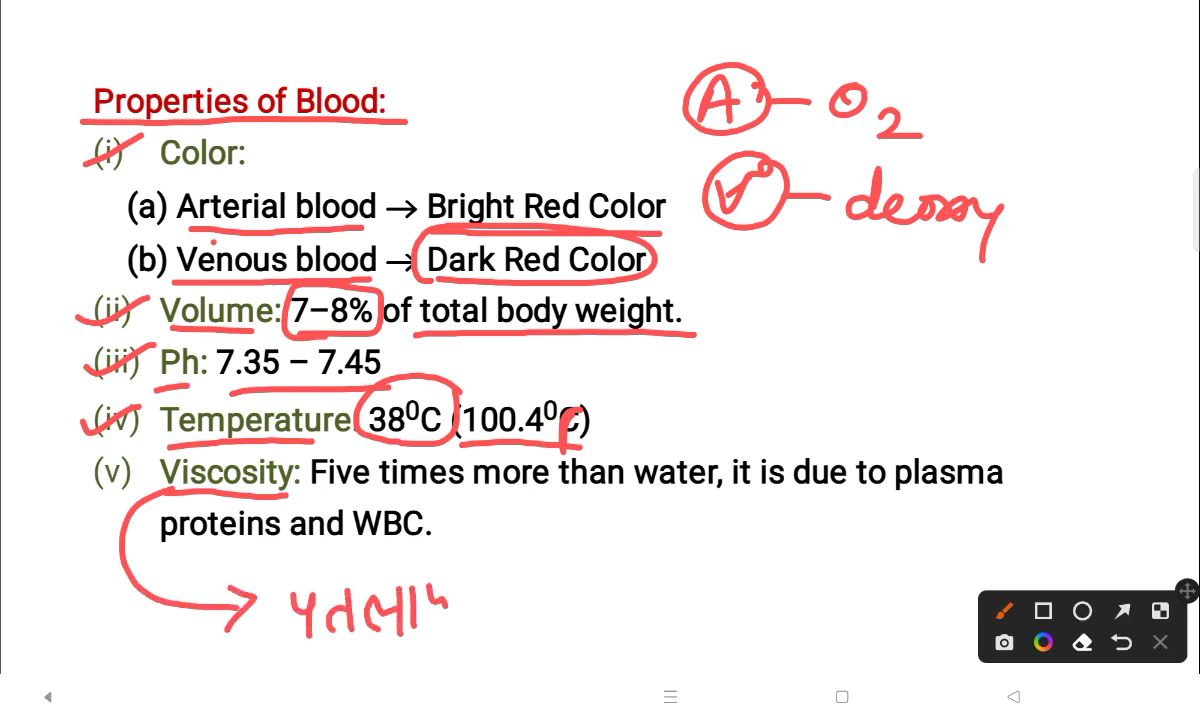 Properties of Blood:
(i) Color:
(a) Arterial blood → Bright Red Color
(b) Venous blood → Dark Red Color
(ii) Volume: 7–8% of total body weight.
(iii) Ph: 7.35 – 7.45
(iv) Temperature: 38⁰C (100.4⁰F)
(v) Viscosity: Five times more than water, it is due to plasma
proteins and WBC.
A – O2
V – deoxy